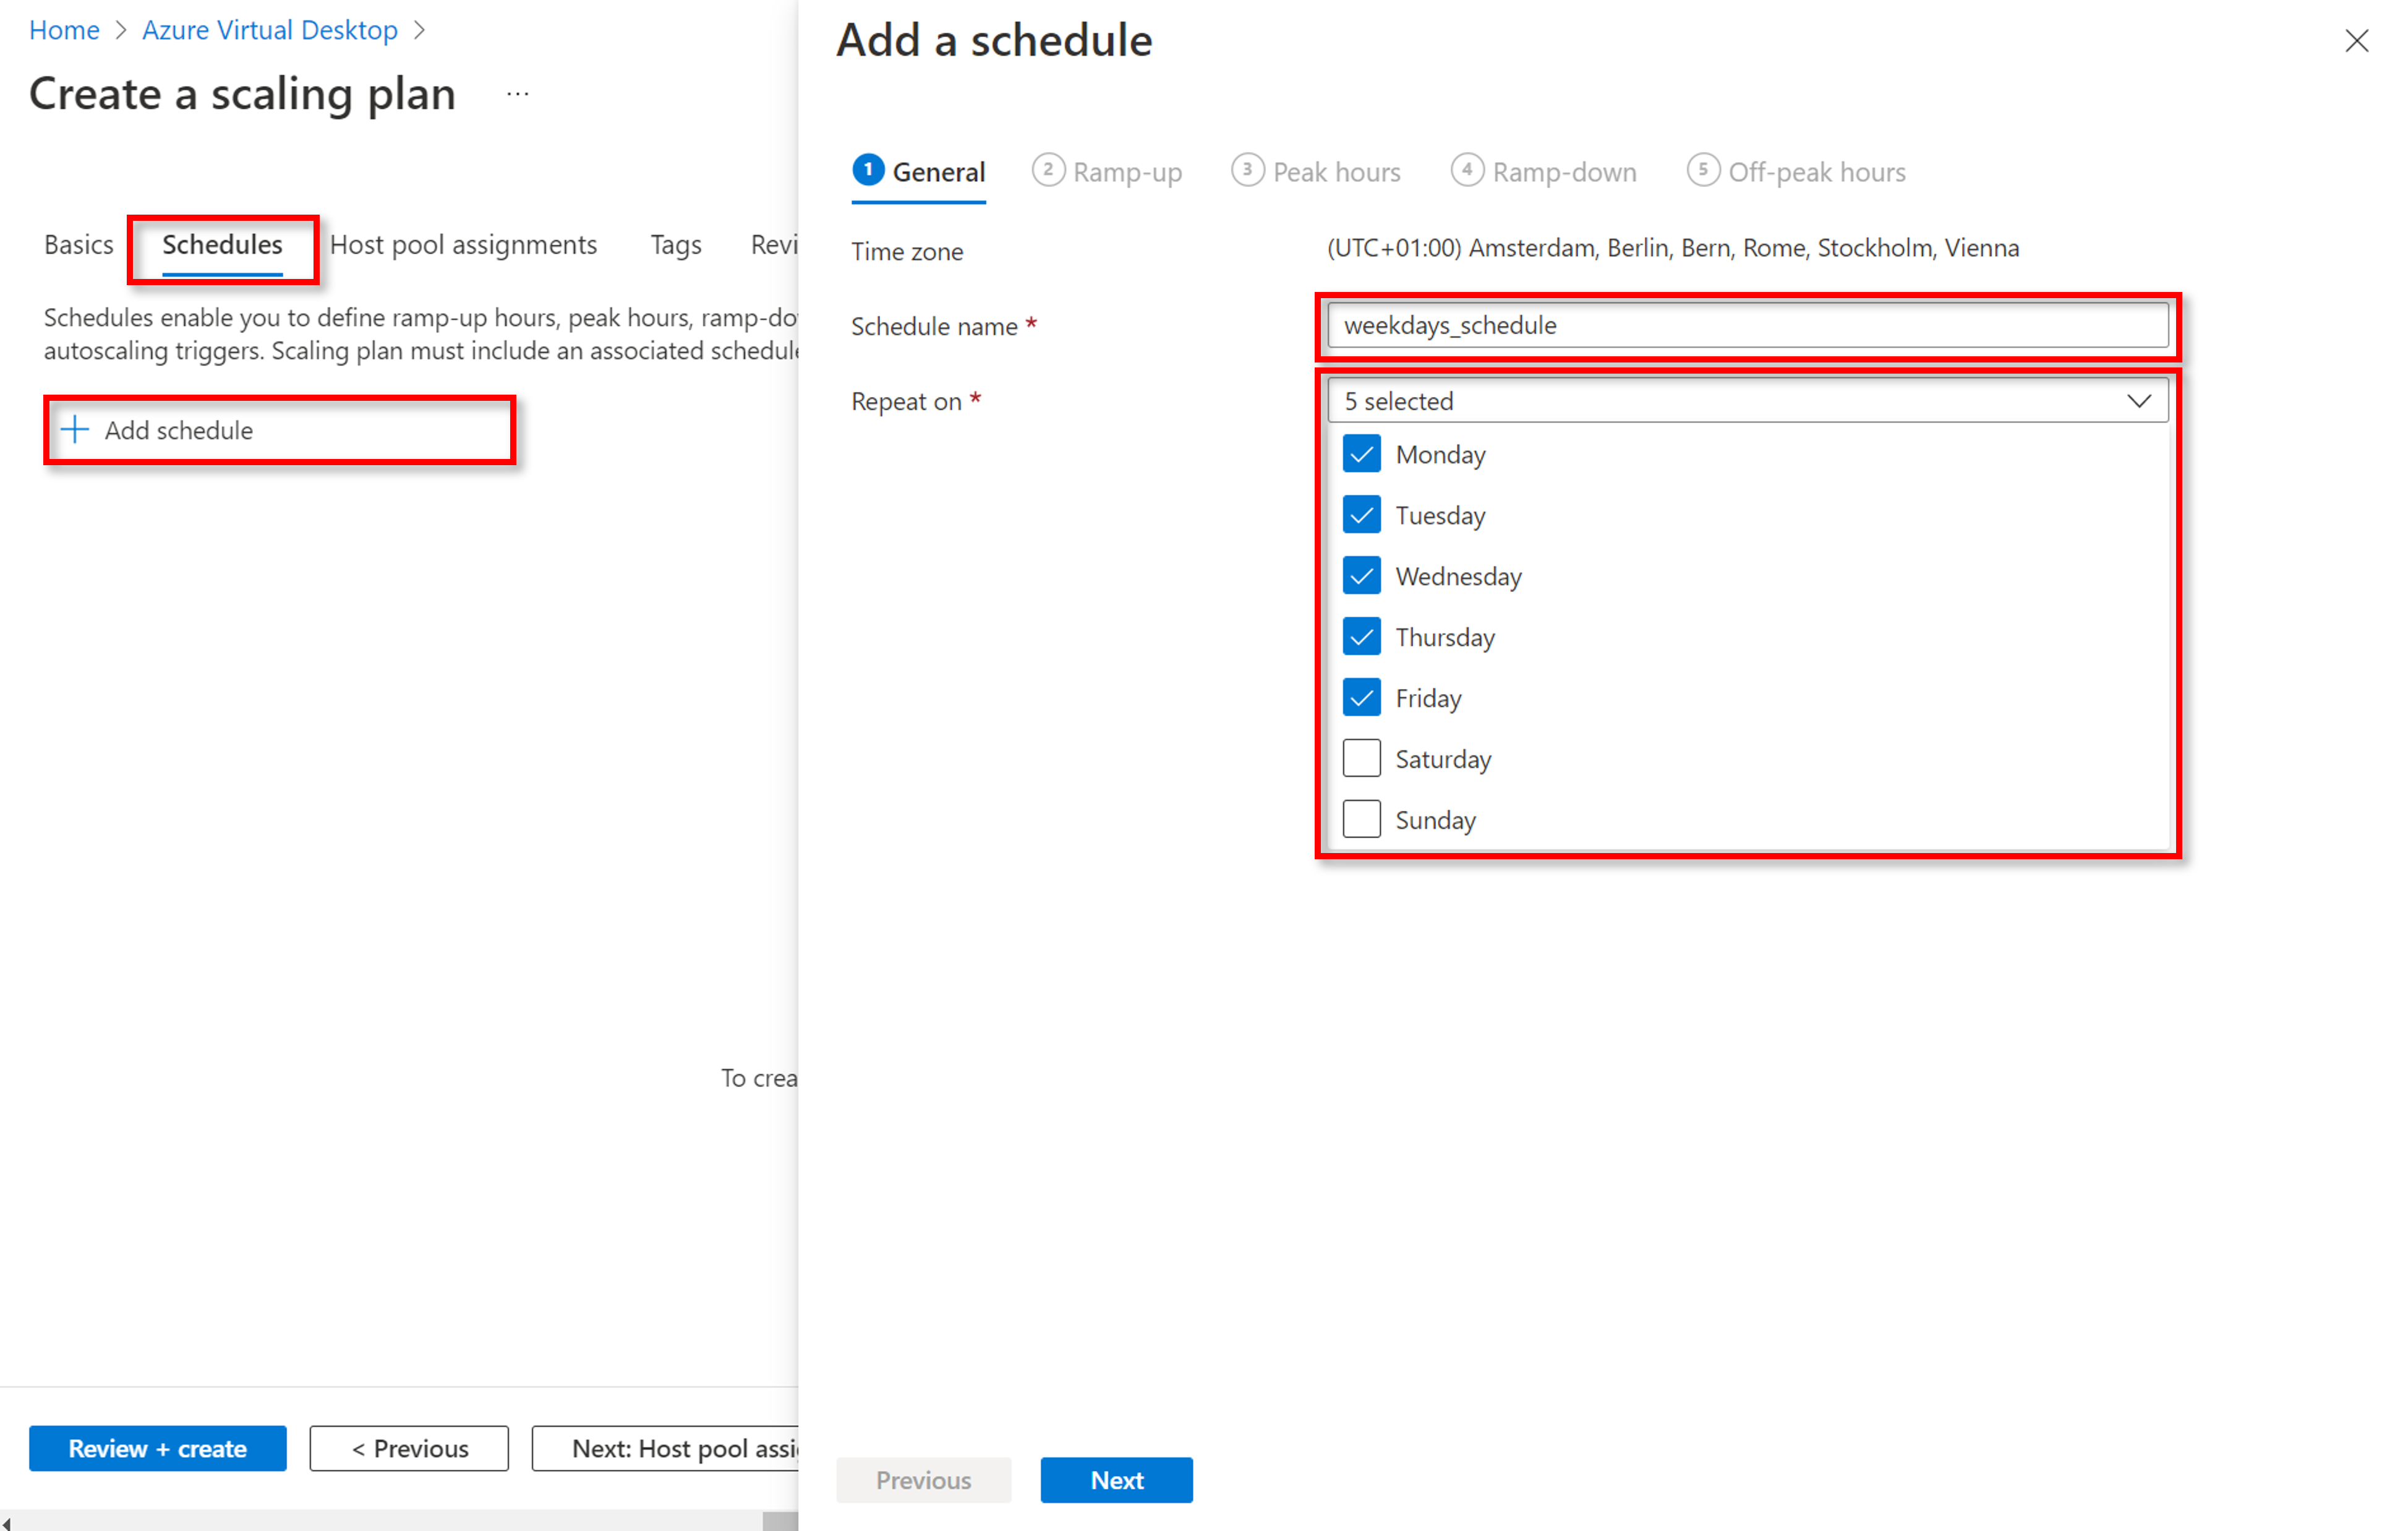 Home > Azure Virtual Desktop >
Create a scaling plan ...
Basics Schedules Host pool assignments Tags Revi
Schedules enable you to define ramp-up hours, peak hours, ramp-do
autoscaling triggers. Scaling plan must include an associated schedule
+ Add schedule
To crea
Review + create
< Previous
Next: Host pool assi
Add a schedule
1 General 2 Ramp-up 3 Peak hours 4 Ramp-down 5 Off-peak hours
Time zone (UTC+01:00) Amsterdam, Berlin, Bern, Rome, Stockholm, Vienna
Schedule name * weekdays_schedule
Repeat on * 5 selected
Monday
Tuesday
Wednesday
Thursday
Friday
Saturday
Sunday
Previous
Next